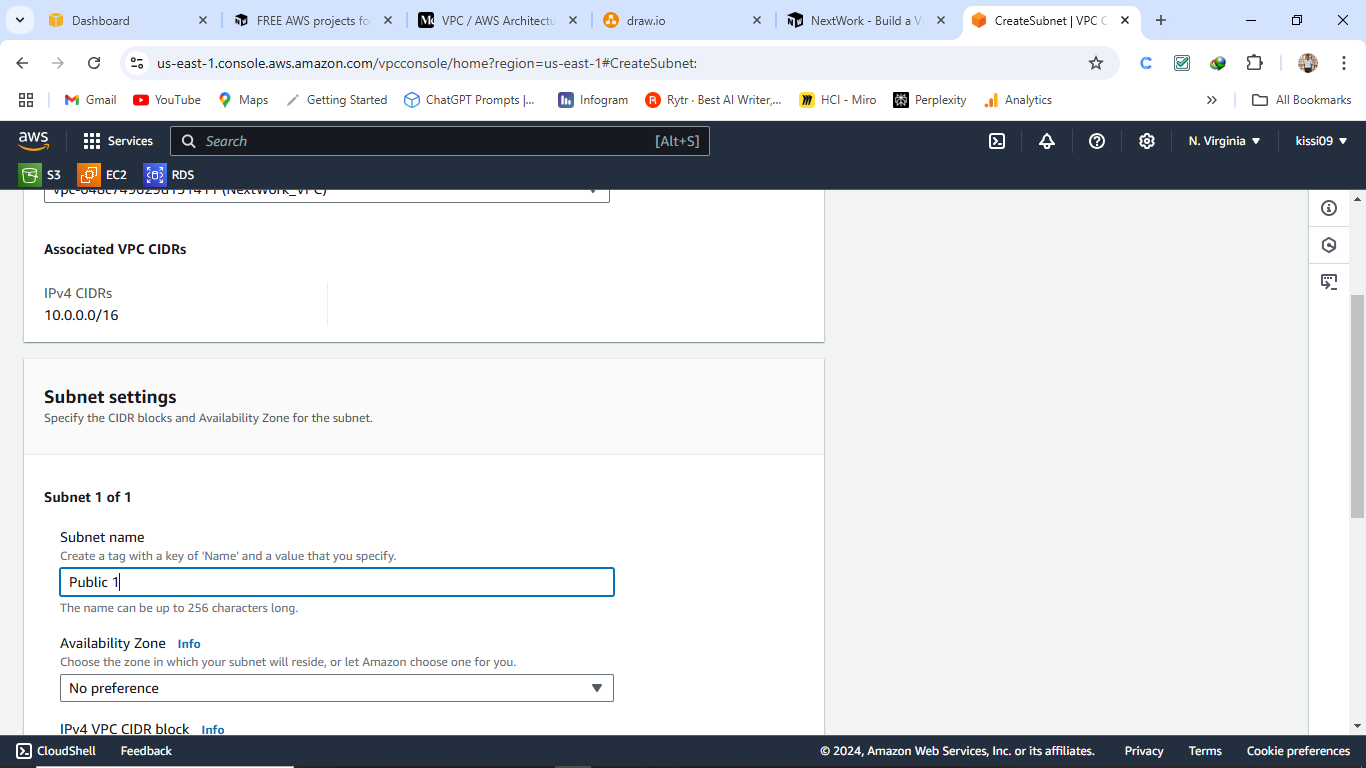 Dashboard
FREE AWS projects fo
VPC / AWS Architectu
draw.io
NextWork - Build a V
CreateSubnet | VPC C
us-east-1.console.aws.amazon.com/vpcconsole/home?region=us-east-1#CreateSubnet:
Gmail
YouTube
Maps
Getting Started
ChatGPT Prompts |...
Infogram
Rytr · Best AI Writer,...
HCI - Miro
Perplexity
Analytics
All Bookmarks
aws
Services
Search
[Alt+S]
N. Virginia
kissi09
S3
EC2
RDS
(NextWork_VPC)
Associated VPC CIDRs
IPv4 CIDRs
10.0.0.0/16
Subnet settings
Specify the CIDR blocks and Availability Zone for the subnet.
Subnet 1 of 1
Subnet name
Create a tag with a key of 'Name' and a value that you specify.
Public 1
The name can be up to 256 characters long.
Availability Zone Info
Choose the zone in which your subnet will reside, or let Amazon choose one for you.
No preference
IPv4 VPC CIDR block Info
CloudShell
Feedback
© 2024, Amazon Web Services, Inc. or its affiliates.
Privacy
Terms
Cookie preferences